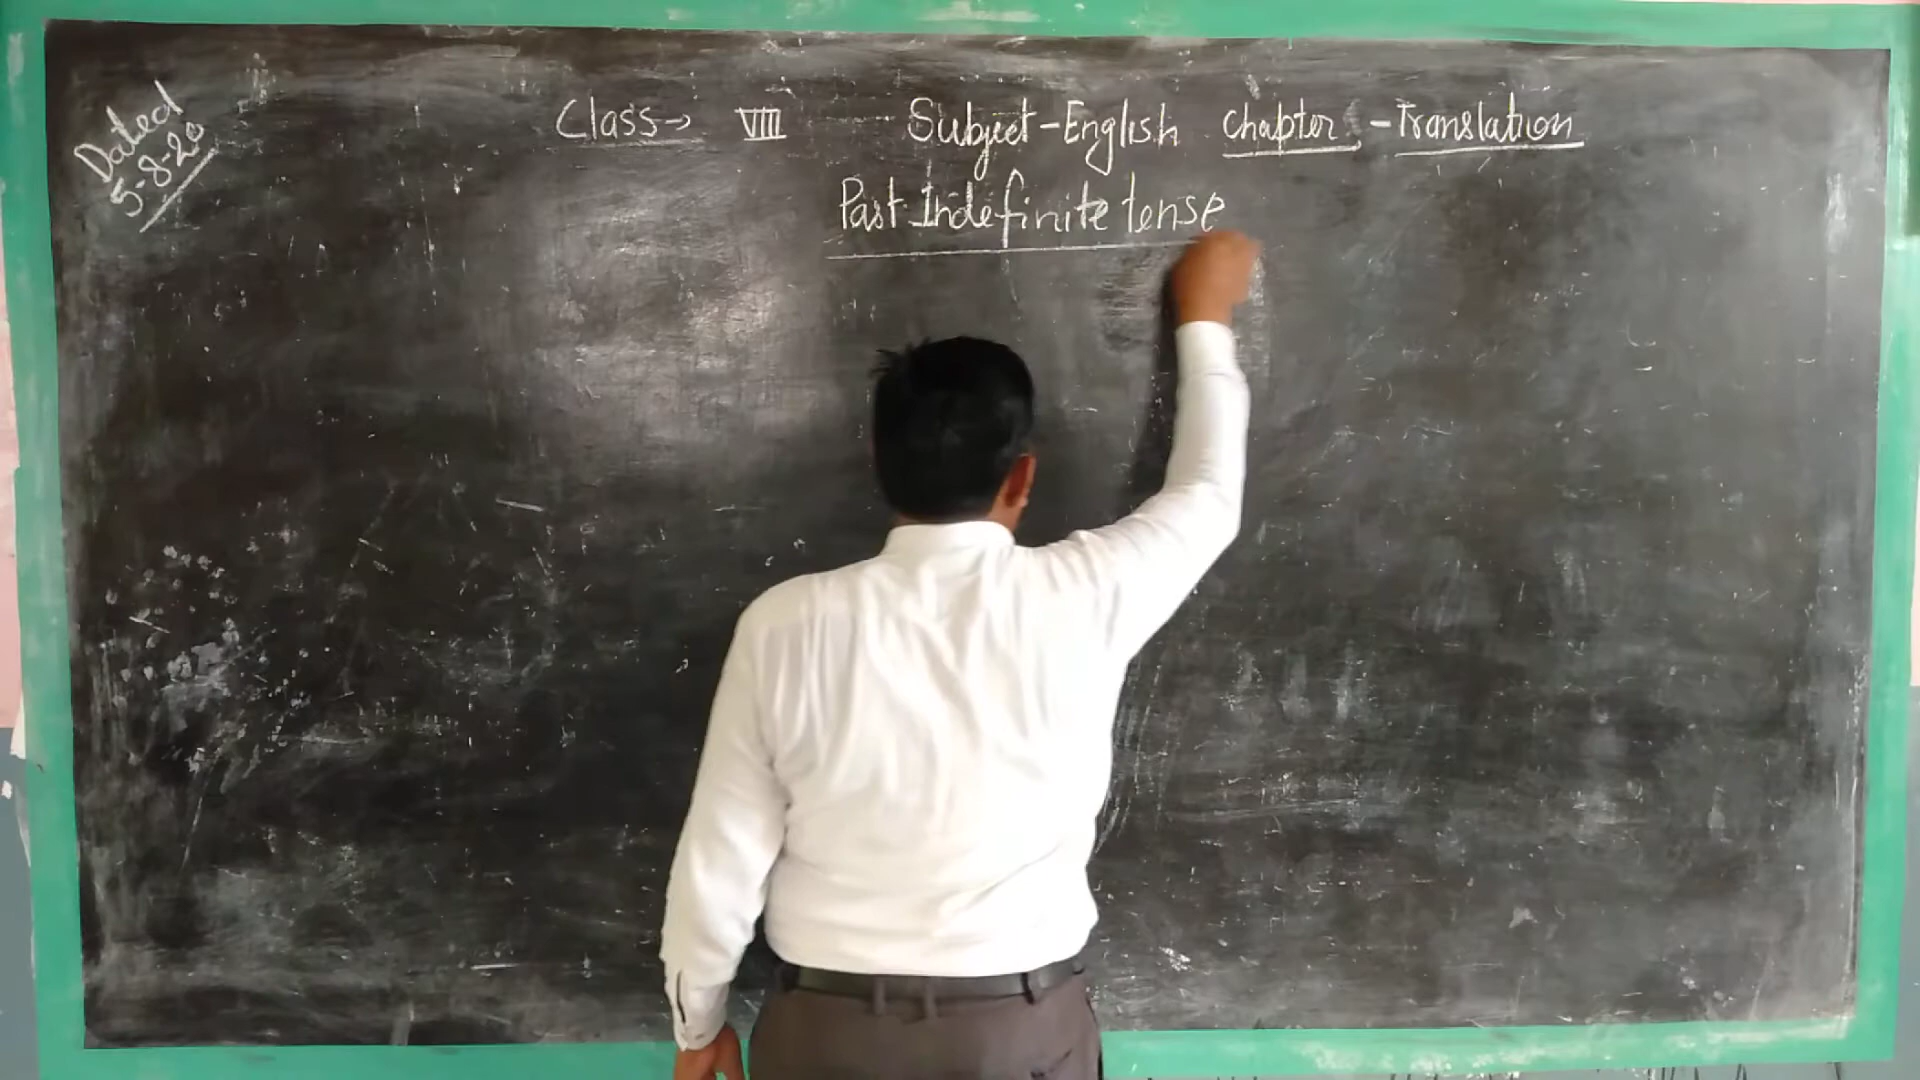 Dated
5-8-20
Class→ VIII Subject-English Chapter -Translation
Past Indefinite tense